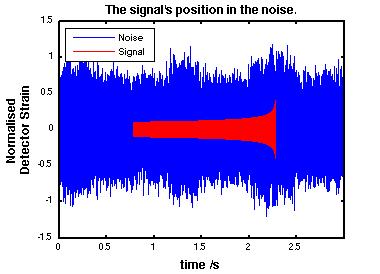 The signal's position in the noise.
Noise
Signal
Normalised
Detector Strain
1.5
1
0.5
0
-0.5
-1
-1.5
0 0.5 1 1.5 2 2.5
time /s